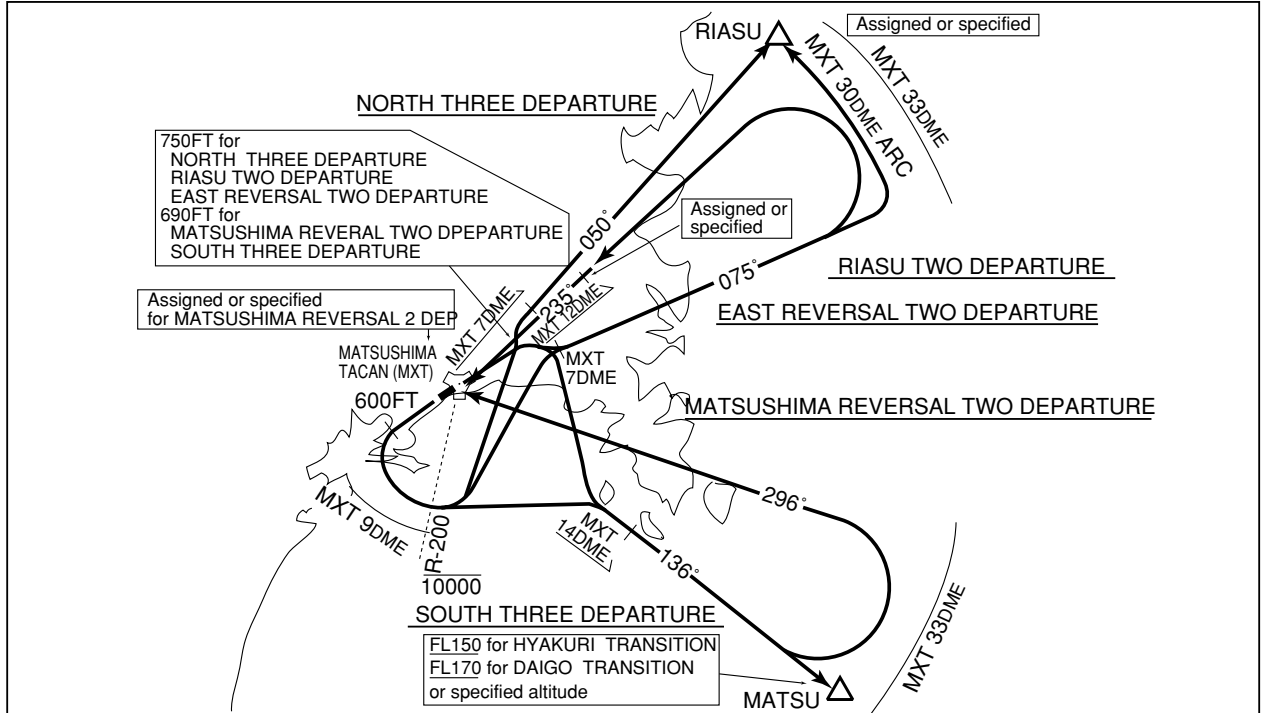 RIASU
Assigned or specified
MXT 33DME
MXT 30DME ARC
NORTH THREE DEPARTURE
750FT for
NORTH THREE DEPARTURE
RIASU TWO DEPARTURE
EAST REVERSAL TWO DEPARTURE
690FT for
MATSUSHIMA REVERAL TWO DPEPARTURE
SOUTH THREE DEPARTURE
050°
Assigned or
specified
235°
075°
RIASU TWO DEPARTURE
EAST REVERSAL TWO DEPARTURE
Assigned or specified
for MATSUSHIMA REVERSAL 2 DEP
MXT 7DME
MXT 12DME
MATSUSHIMA
TACAN (MXT)
MXT
7DME
600FT
MATSUSHIMA REVERSAL TWO DEPARTURE
296°
MXT 9DME
R-200
10000
MXT
14DME
136°
SOUTH THREE DEPARTURE
FL150 for HYAKURI TRANSITION
FL170 for DAIGO TRANSITION
or specified altitude
MATSU
MXT 33DME